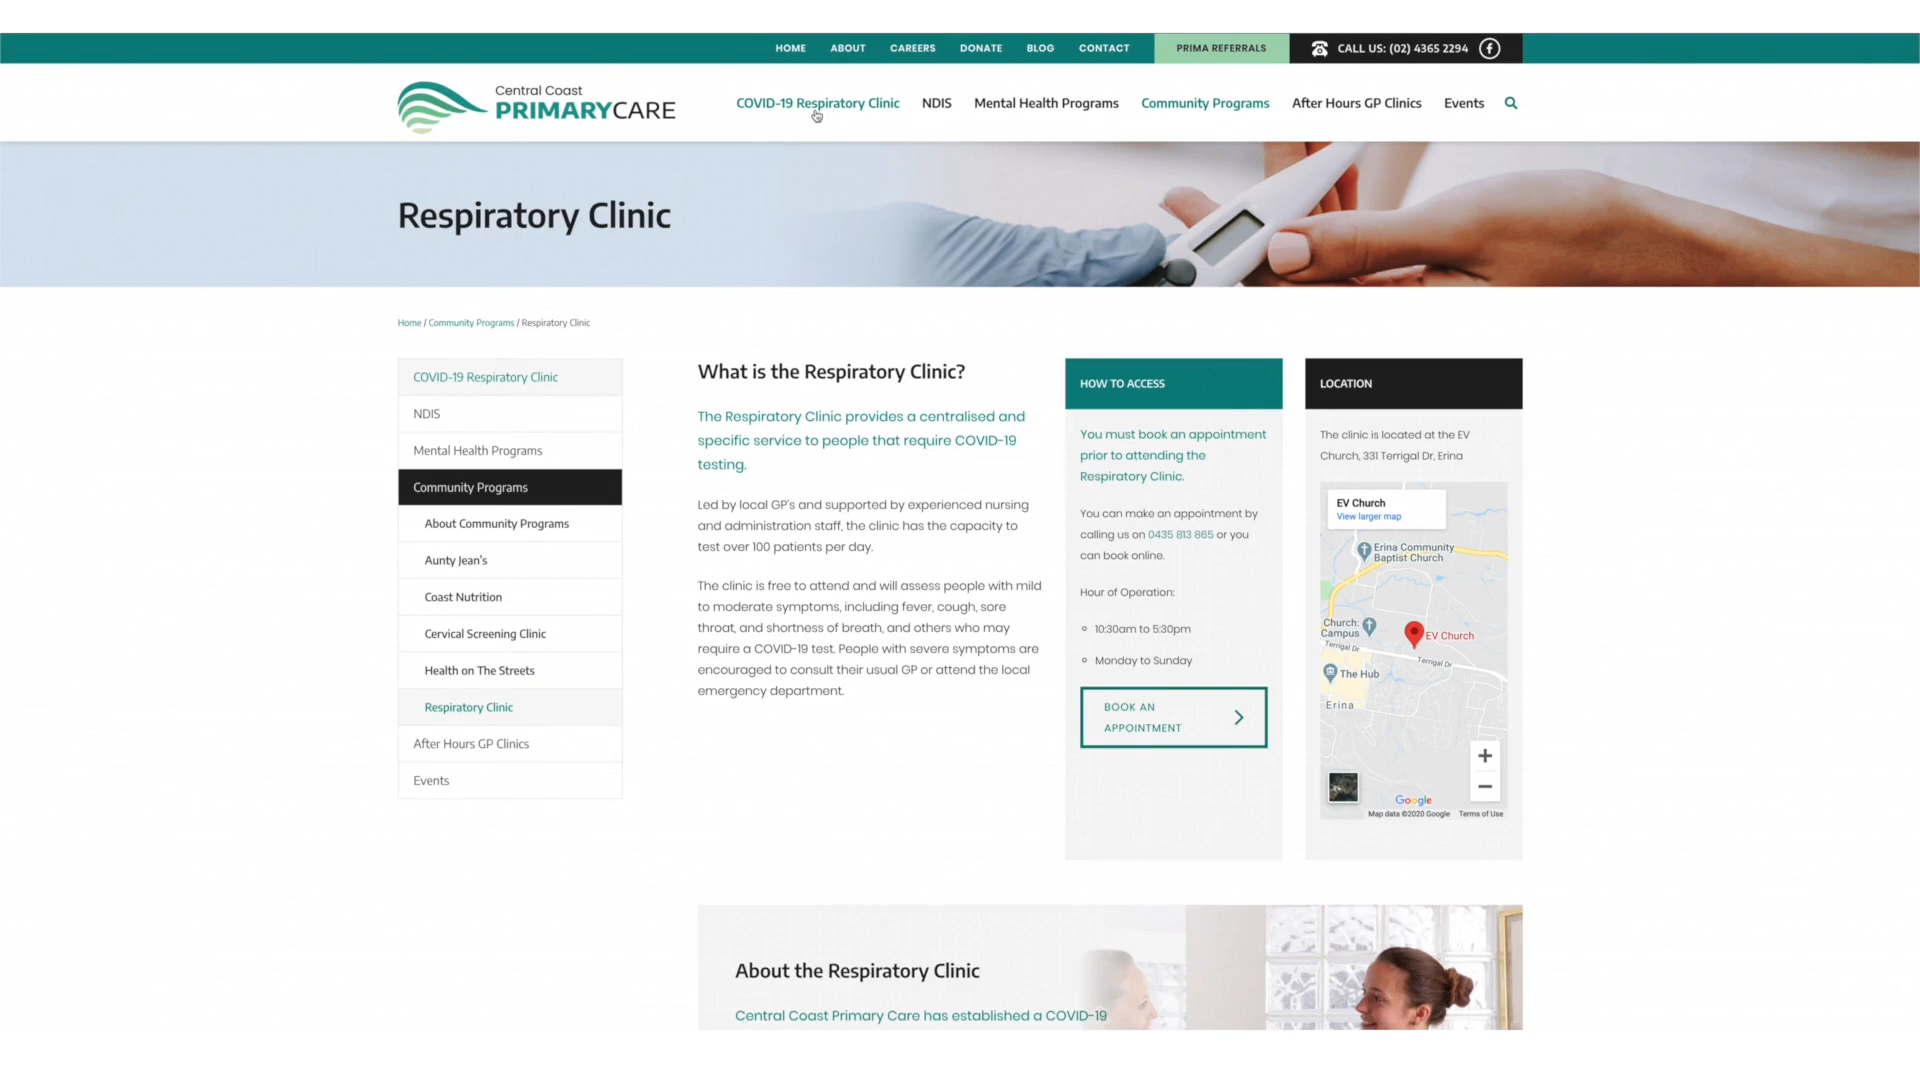 HOME ABOUT CAREERS DONATE BLOG CONTACT PRIMA REFERRALS CALL US: (02) 4365 2294
Central Coast
PRIMARYCARE
COVID-19 Respiratory Clinic NDIS Mental Health Programs Community Programs After Hours GP Clinics Events
Respiratory Clinic
Home / Community Programs / Respiratory Clinic
COVID-19 Respiratory Clinic
NDIS
Mental Health Programs
Community Programs
About Community Programs
Aunty Jean's
Coast Nutrition
Cervical Screening Clinic
Health on The Streets
Respiratory Clinic
After Hours GP Clinics
Events
What is the Respiratory Clinic?
The Respiratory Clinic provides a centralised and
specific service to people that require COVID-19
testing.
Led by local GP's and supported by experienced nursing
and administration staff, the clinic has the capacity to
test over 100 patients per day.
The clinic is free to attend and will assess people with mild
to moderate symptoms, including fever, cough, sore
throat, and shortness of breath, and others who may
require a COVID-19 test. People with severe symptoms are
encouraged to consult their usual GP or attend the local
emergency department.
HOW TO ACCESS
You must book an appointment
prior to attending the
Respiratory Clinic.
You can make an appointment by
calling us on 0435 813 865 or you
can book online.
Hour of Operation:
10:30am to 5:30pm
Monday to Sunday
BOOK AN
APPOINTMENT
LOCATION
The clinic is located at the EV
Church, 331 Terrigal Dr, Erina
EV Church
View larger map
Erina Community
Baptist Church
Church:
Campus
EV Church
Terrigal Dr
Terrigal Dr
The Hub
Erina
Google
Map data ©2020 Google Terms of Use
About the Respiratory Clinic
Central Coast Primary Care has established a COVID-19